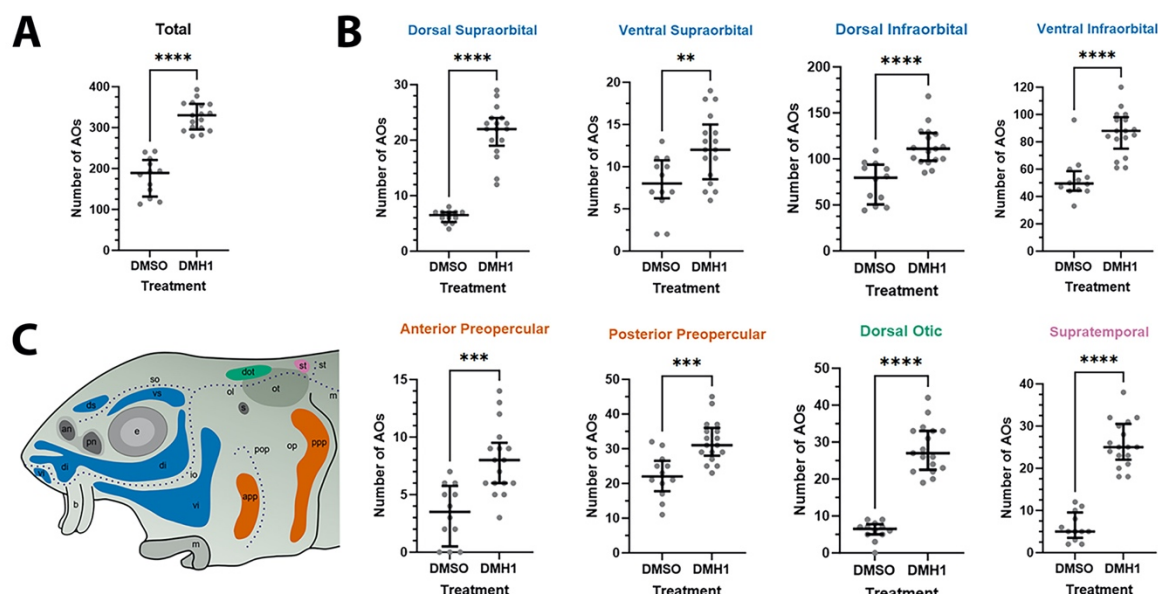 A
B
Total
****
400
300
200
100
0
Number of AOs
DMSO DMH1
Treatment
Dorsal Supraorbital
****
30
20
10
0
Number of AOs
DMSO DMH1
Treatment
Ventral Supraorbital
**
20
15
10
5
0
Number of AOs
DMSO DMH1
Treatment
Dorsal Infraorbital
****
200
150
100
50
0
Number of AOs
DMSO DMH1
Treatment
Ventral Infraorbital
****
120
100
80
60
40
20
0
Number of AOs
DMSO DMH1
Treatment
C
so
ds
vs
an
pn
e
di
di
io
vi
b
m
s
ol
dot
ot
st
st
m
pop
op
app
ppp
Anterior Preopercular
***
15
10
5
0
Number of AOs
DMSO DMH1
Treatment
Posterior Preopercular
***
50
40
30
20
10
0
Number of AOs
DMSO DMH1
Treatment
Dorsal Otic
****
50
40
30
20
10
0
Number of AOs
DMSO DMH1
Treatment
Supratemporal
****
40
30
20
10
0
Number of AOs
DMSO DMH1
Treatment